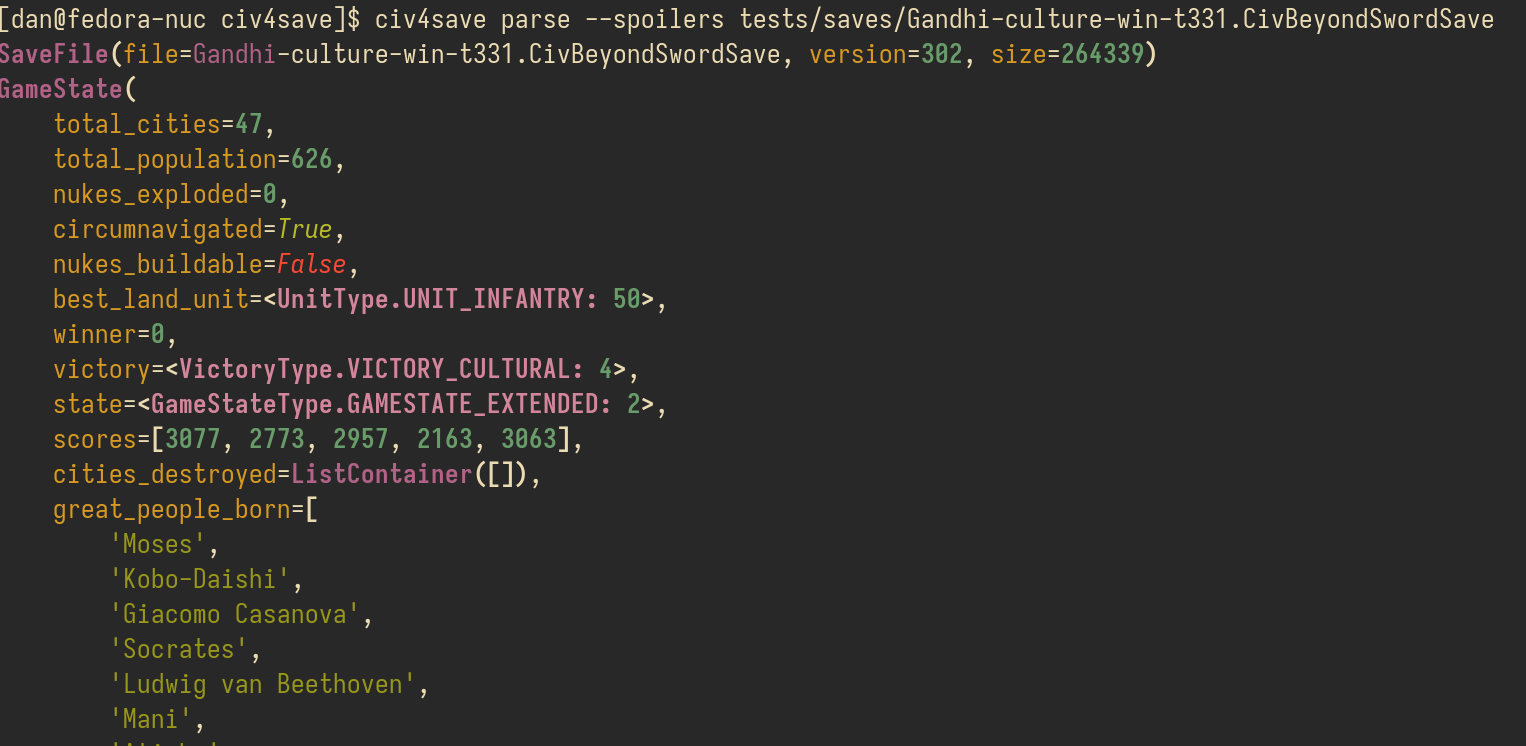 [dan@fedora-nuc civ4save]$ civ4save parse --spoilers tests/saves/Gandhi-culture-win-t331.CivBeyondSwordSave
SaveFile(file=Gandhi-culture-win-t331.CivBeyondSwordSave, version=302, size=264339)
GameState(
    total_cities=47,
    total_population=626,
    nukes_exploded=0,
    circumnavigated=True,
    nukes_buildable=False,
    best_land_unit=<UnitType.UNIT_INFANTRY: 50>,
    winner=0,
    victory=<VictoryType.VICTORY_CULTURAL: 4>,
    state=<GameStateType.GAMESTATE_EXTENDED: 2>,
    scores=[3077, 2773, 2957, 2163, 3063],
    cities_destroyed=ListContainer([]),
    great_people_born=[
        'Moses',
        'Kobo-Daishi',
        'Giacomo Casanova',
        'Socrates',
        'Ludwig van Beethoven',
        'Mani',